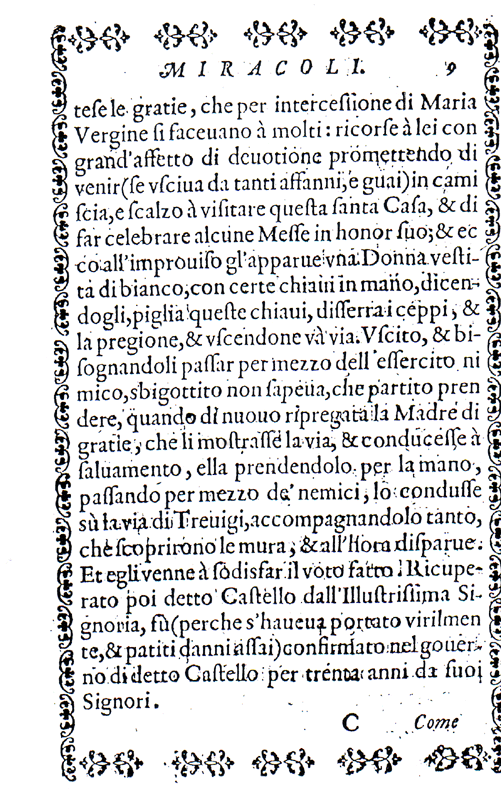 MIRACOLI. 9
teſe le gratie, che per interceſſione di Maria
Vergine ſi faceuano à molti: ricorſe à lei con
grand'affetto di deuotione promettendo di
venir (ſe vſciua da tanti affanni, e guai) in cami
ſcia, e ſcalzo à viſitare queſta ſanta Caſa, & di
far celebrare alcune Meſſe in honor ſuo; & ec
co all'improuiſo gl'apparue vna Donna veſti-
ta di bianco, con certe chiaui in mano, dicen-
dogli, piglia queſte chiaui, diſſerra i ceppi, &
la pregione, & vſcendone và via. Vſcito, & bi-
ſognandoli paſſar per mezzo dell'eſſercito ni
mico, sbigottito non ſapeua, che partito pren
dere, quando di nuouo ripregata la Madre di
gratie, che li moſtraſſe la via, & conduceſſe à
ſaluamento, ella prendendolo per la mano,
paſſando per mezzo de' nemici, lo conduſſe
sù la via di Treuigi, accompagnandolo tanto,
che ſcoprirono le mura, & all'hora diſparue.
Et egli venne à ſodisfar il voto fatto. Ricupe-
rato poi detto Caſtello dall'Illuſtriſſima Si-
gnoria, fù (perche s'haueua portato virilmen
te, & patiti danni aſſai) confirmato nel gouer-
no di detto Caſtello per trenta anni da ſuoi
Signori.
C Come